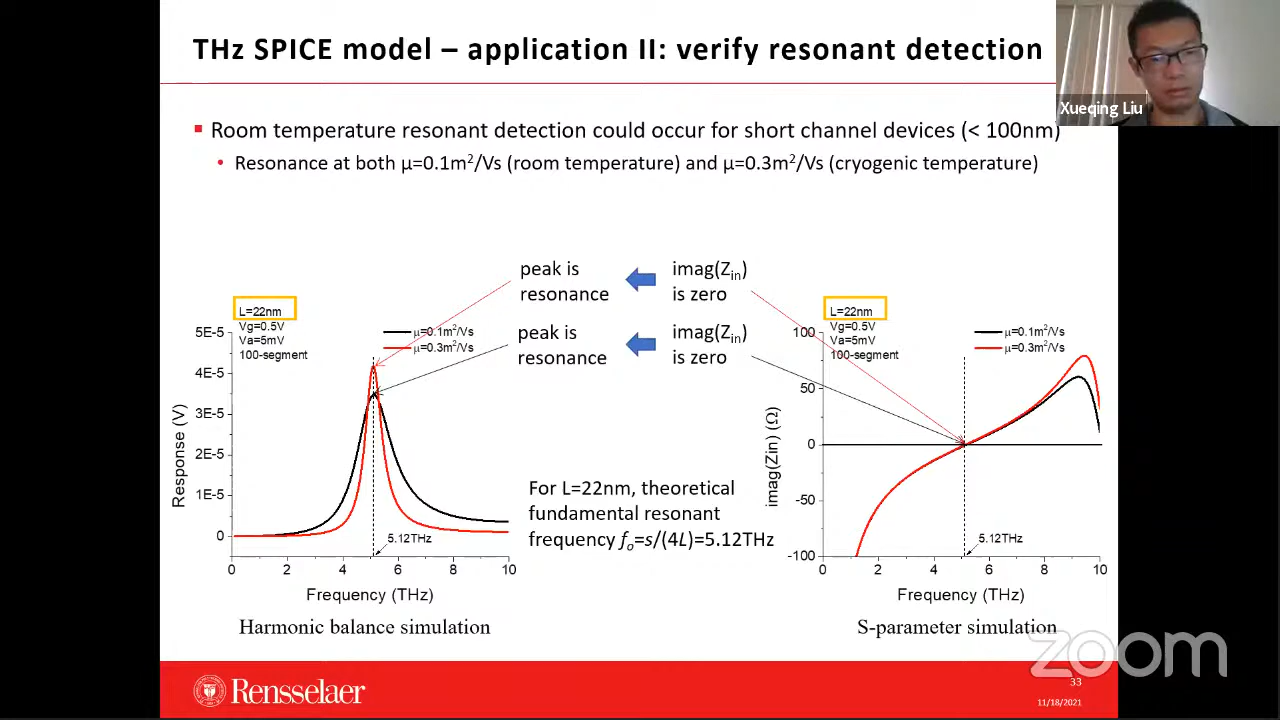 THz SPICE model – application II: verify resonant detection
Xueqing Liu
Room temperature resonant detection could occur for short channel devices (< 100nm)
Resonance at both μ=0.1m²/Vs (room temperature) and μ=0.3m²/Vs (cryogenic temperature)
peak is
resonance
imag(Zin)
is zero
peak is
resonance
imag(Zin)
is zero
L=22nm
Vg=0.5V
Va=5mV
100-segment
μ=0.1m²/Vs
μ=0.3m²/Vs
5E-5
4E-5
3E-5
2E-5
1E-5
0
Response (V)
5.12THz
0 2 4 6 8 10
Frequency (THz)
Harmonic balance simulation
For L=22nm, theoretical
fundamental resonant
frequency fo=s/(4L)=5.12THz
L=22nm
Vg=0.5V
Va=5mV
100-segment
μ=0.1m²/Vs
μ=0.3m²/Vs
100
50
0
-50
-100
imag(Zin) (Ω)
5.12THz
0 2 4 6 8 10
Frequency (THz)
S-parameter simulation
zoom
Rensselaer
33
11/18/2021